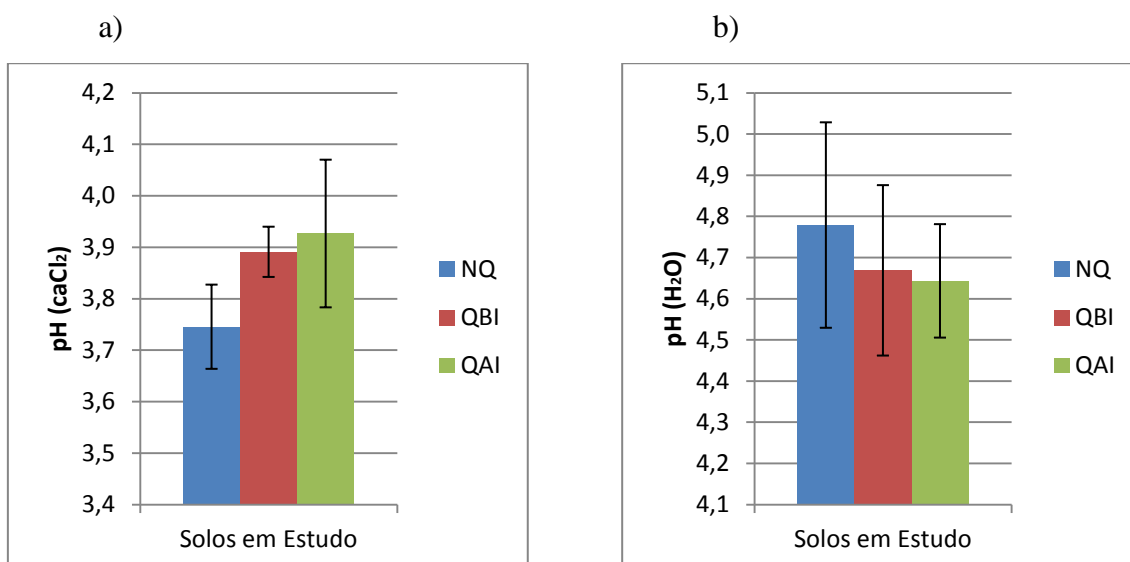 a)
4,2
4,1
4,0
3,9
3,8
3,7
3,6
3,5
3,4
pH (caCl₂)
Solos em Estudo
NQ
QBI
QAI
b)
5,1
5,0
4,9
4,8
4,7
4,6
4,5
4,4
4,3
4,2
4,1
pH (H₂O)
Solos em Estudo
NQ
QBI
QAI